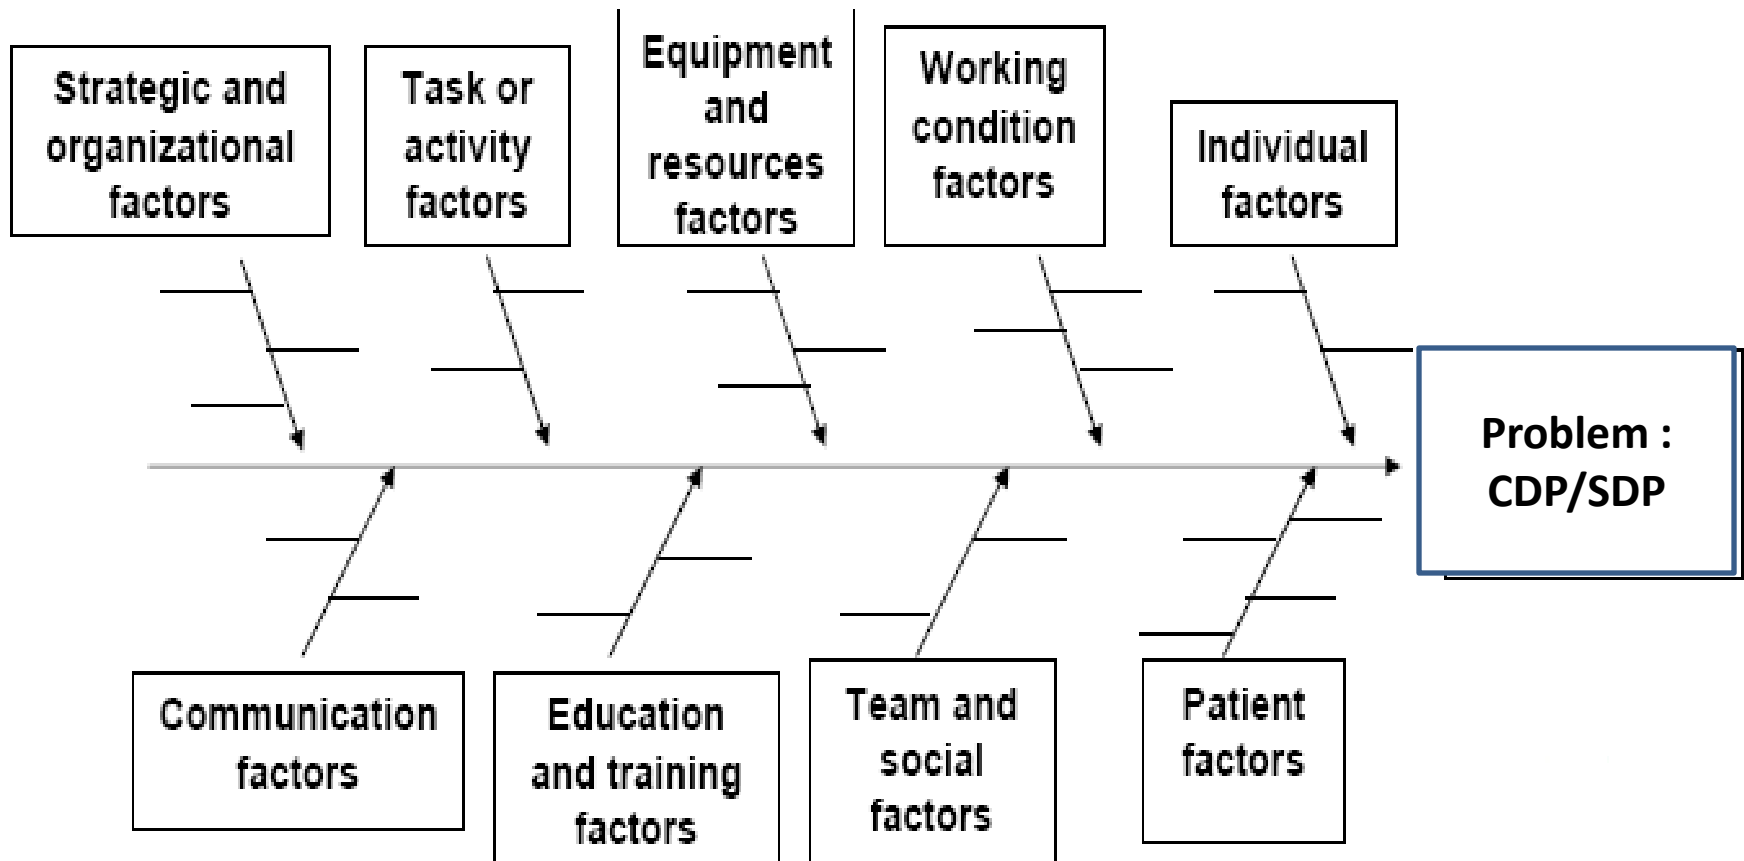 Strategic and
organizational
factors
Task or
activity
factors
Equipment
and
resources
factors
Working
condition
factors
Individual
factors
Problem :
CDP/SDP
Communication
factors
Education
and training
factors
Team and
social
factors
Patient
factors